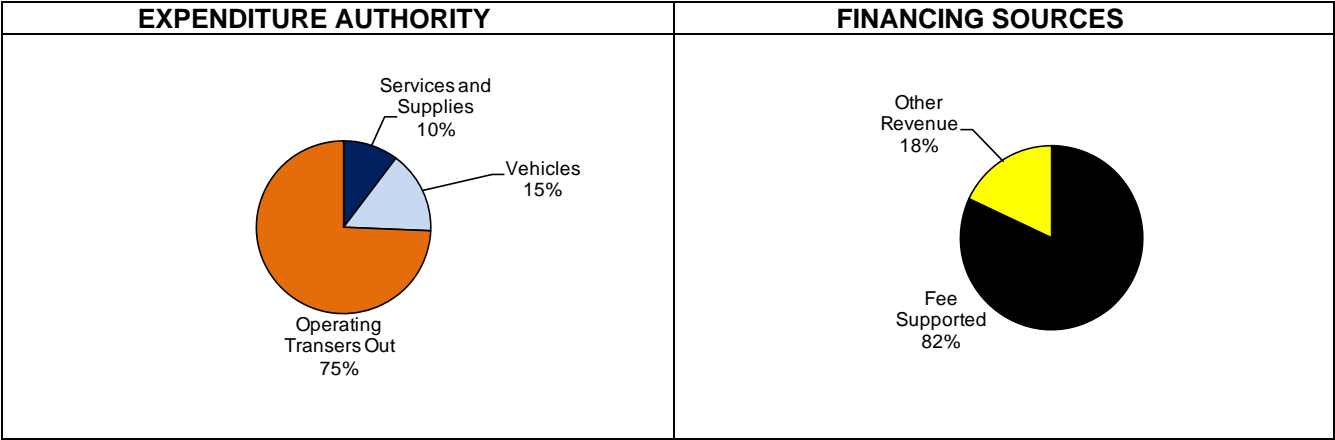 EXPENDITURE AUTHORITY
Services and
Supplies
10%
Vehicles
15%
Operating
Transers Out
75%
FINANCING SOURCES
Other
Revenue
18%
Fee
Supported
82%